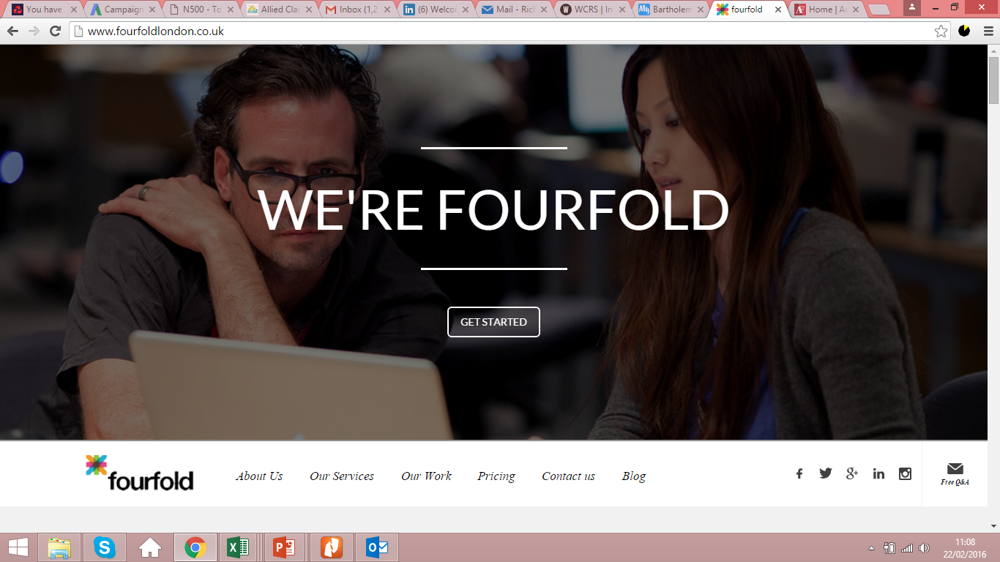 You have
Campaign
N500 - To
Allied Clai
Inbox (1,2
(6) Welco
Mail - Ric
WCRS | In
Bartholem
fourfold
Home | A
www.fourfoldlondon.co.uk
WE'RE FOURFOLD
GET STARTED
fourfold
About Us
Our Services
Our Work
Pricing
Contact us
Blog
Free Q&A
11:08
22/02/2016